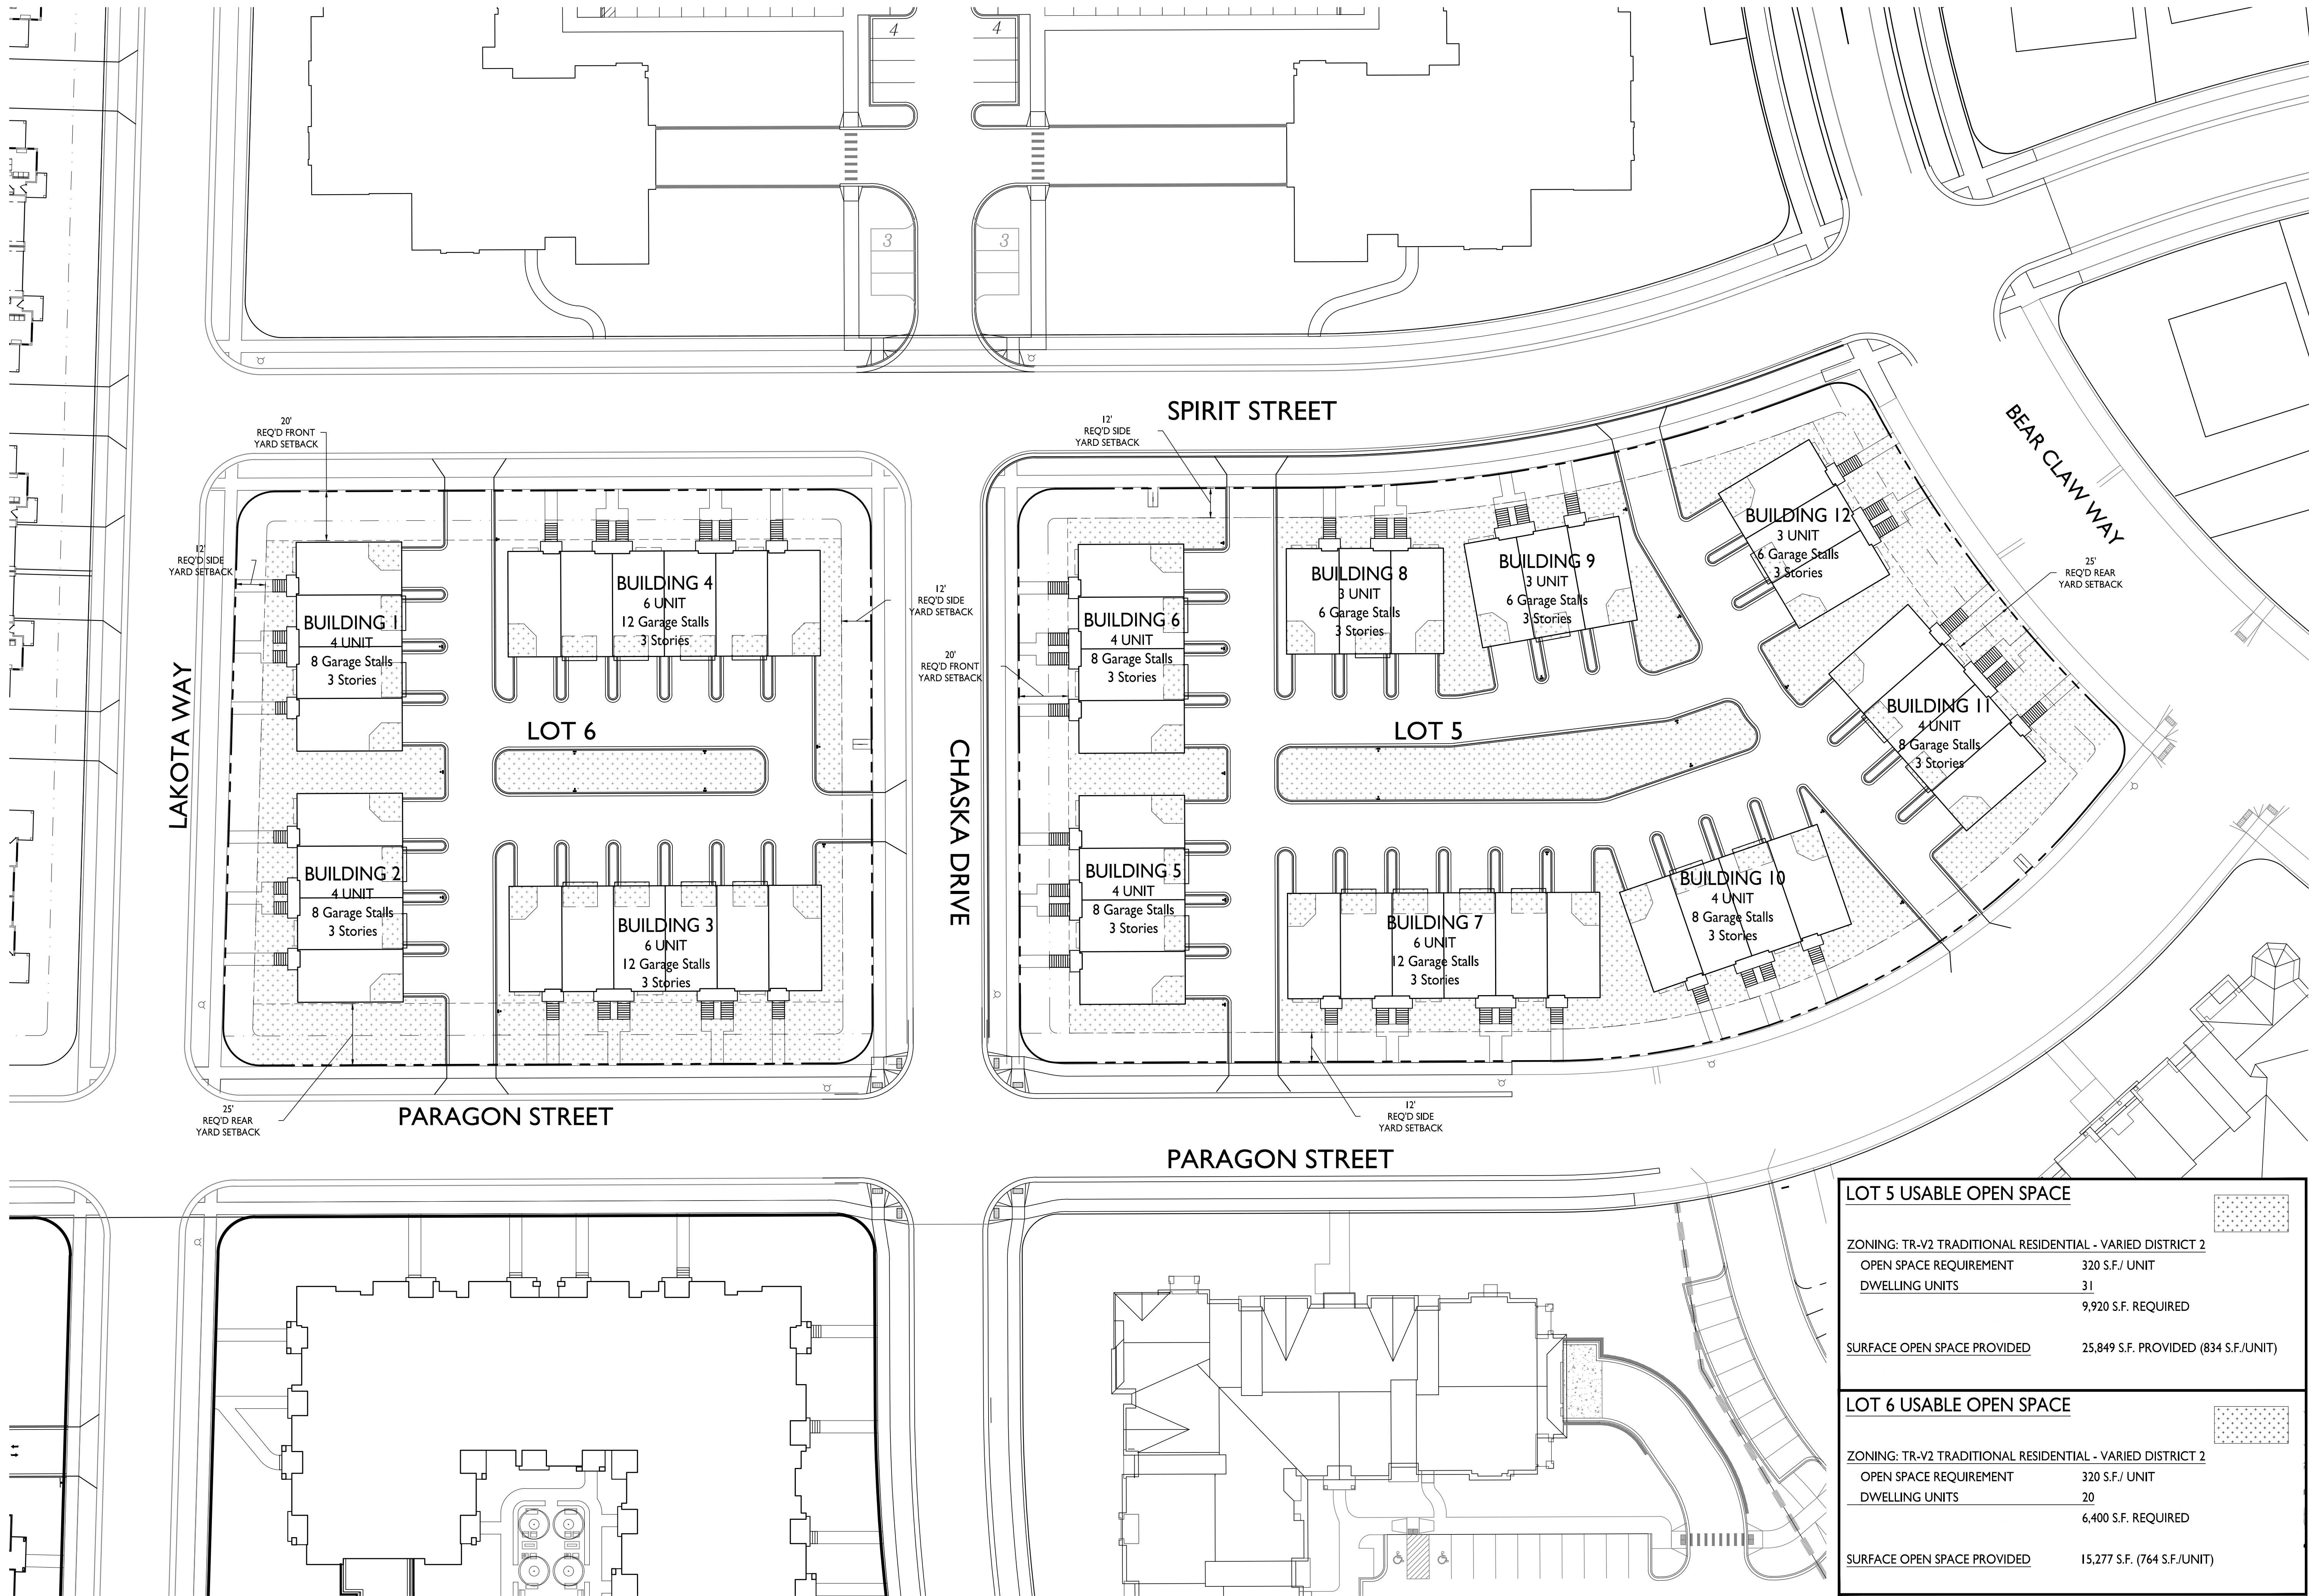 4
4
3
3
SPIRIT STREET
BEAR CLAW WAY
20'
REQ'D FRONT
YARD SETBACK
12'
REQ'D SIDE
YARD SETBACK
12'
REQ'D SIDE
YARD SETBACK
12'
REQ'D SIDE
YARD SETBACK
20'
REQ'D FRONT
YARD SETBACK
25'
REQ'D REAR
YARD SETBACK
BUILDING 1
4 UNIT
8 Garage Stalls
3 Stories
BUILDING 4
6 UNIT
12 Garage Stalls
3 Stories
BUILDING 6
4 UNIT
8 Garage Stalls
3 Stories
BUILDING 8
3 UNIT
6 Garage Stalls
3 Stories
BUILDING 9
3 UNIT
6 Garage Stalls
3 Stories
BUILDING 12
3 UNIT
6 Garage Stalls
3 Stories
BUILDING 11
4 UNIT
8 Garage Stalls
3 Stories
LAKOTA WAY
LOT 6
CHASKA DRIVE
LOT 5
BUILDING 2
4 UNIT
8 Garage Stalls
3 Stories
BUILDING 3
6 UNIT
12 Garage Stalls
3 Stories
BUILDING 5
4 UNIT
8 Garage Stalls
3 Stories
BUILDING 7
6 UNIT
12 Garage Stalls
3 Stories
BUILDING 10
4 UNIT
8 Garage Stalls
3 Stories
25'
REQ'D REAR
YARD SETBACK
PARAGON STREET
12'
REQ'D SIDE
YARD SETBACK
PARAGON STREET
LOT 5 USABLE OPEN SPACE
ZONING: TR-V2 TRADITIONAL RESIDENTIAL - VARIED DISTRICT 2
OPEN SPACE REQUIREMENT 320 S.F./ UNIT
DWELLING UNITS 31
9,920 S.F. REQUIRED
SURFACE OPEN SPACE PROVIDED 25,849 S.F. PROVIDED (834 S.F./UNIT)
LOT 6 USABLE OPEN SPACE
ZONING: TR-V2 TRADITIONAL RESIDENTIAL - VARIED DISTRICT 2
OPEN SPACE REQUIREMENT 320 S.F./ UNIT
DWELLING UNITS 20
6,400 S.F. REQUIRED
SURFACE OPEN SPACE PROVIDED 15,277 S.F. (764 S.F./UNIT)